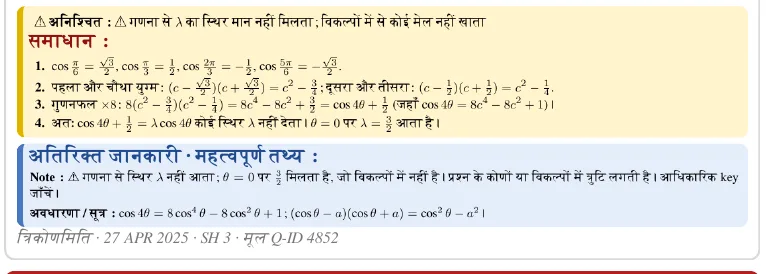 ⚠ अनिश्चित : ⚠ गणना से λ का स्थिर मान नहीं मिलता ; विकल्पों में से कोई मेल नहीं खाता
समाधान :
1. cos π/6 = √3/2, cos π/3 = 1/2, cos 2π/3 = −1/2, cos 5π/6 = −√3/2.
2. पहला और चौथा युग्म : (c − √3/2)(c + √3/2) = c² − 3/4 ; दूसरा और तीसरा : (c − 1/2)(c + 1/2) = c² − 1/4.
3. गुणनफल ×8 : 8(c² − 3/4)(c² − 1/4) = 8c⁴ − 8c² + 3/2 = cos 4θ + 1/2 (जहाँ cos 4θ = 8c⁴ − 8c² + 1)।
4. अतः cos 4θ + 1/2 = λ cos 4θ कोई स्थिर λ नहीं देता। θ = 0 पर λ = 3/2 आता है।
अतिरिक्त जानकारी · महत्वपूर्ण तथ्य :
Note : ⚠ गणना से स्थिर λ नहीं आता ; θ = 0 पर 3/2 मिलता है, जो विकल्पों में नहीं है। प्रश्न के कोणों या विकल्पों में त्रुटि लगती है। आधिकारिक key
जाँचें।
अवधारणा / सूत्र : cos 4θ = 8 cos⁴ θ − 8 cos² θ + 1 ; (cos θ − a)(cos θ + a) = cos² θ − a²।
त्रिकोणमिति · 27 APR 2025 · SH 3 · मूल Q-ID 4852